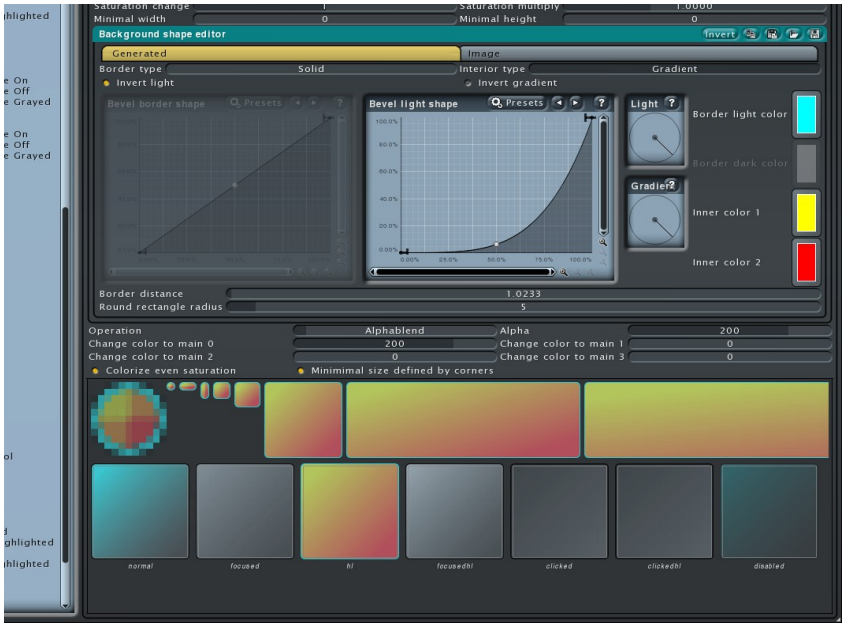 Saturation change 1 Saturation multiply 1.0000
ghlighted
Minimal width 0 Minimal height 0
Background shape editor Invert
Generated Image
Border type Solid Interior type Gradient
e On
Invert light Invert gradient
e Off
e Grayed
Bevel border shape Presets ? Bevel light shape Presets ? Light ?
Border light color
100.0%
e On
80.0%
e Off
e Grayed
Border dark color
60.0%
Gradien ?
40.0%
Inner color 1
20.0%
0.00%
0.00% 25.0% 50.0% 75.0% 100.0%
Inner color 2
Border distance 1.0233
Round rectangle radius 5
Operation Alphablend Alpha 200
Change color to main 0 200 Change color to main 1 0
Change color to main 2 0 Change color to main 3 0
Colorize even saturation Minimimal size defined by corners
ol
d
ghlighted
ghlighted
normal focused hl focusedhl clicked clickedhl disabled